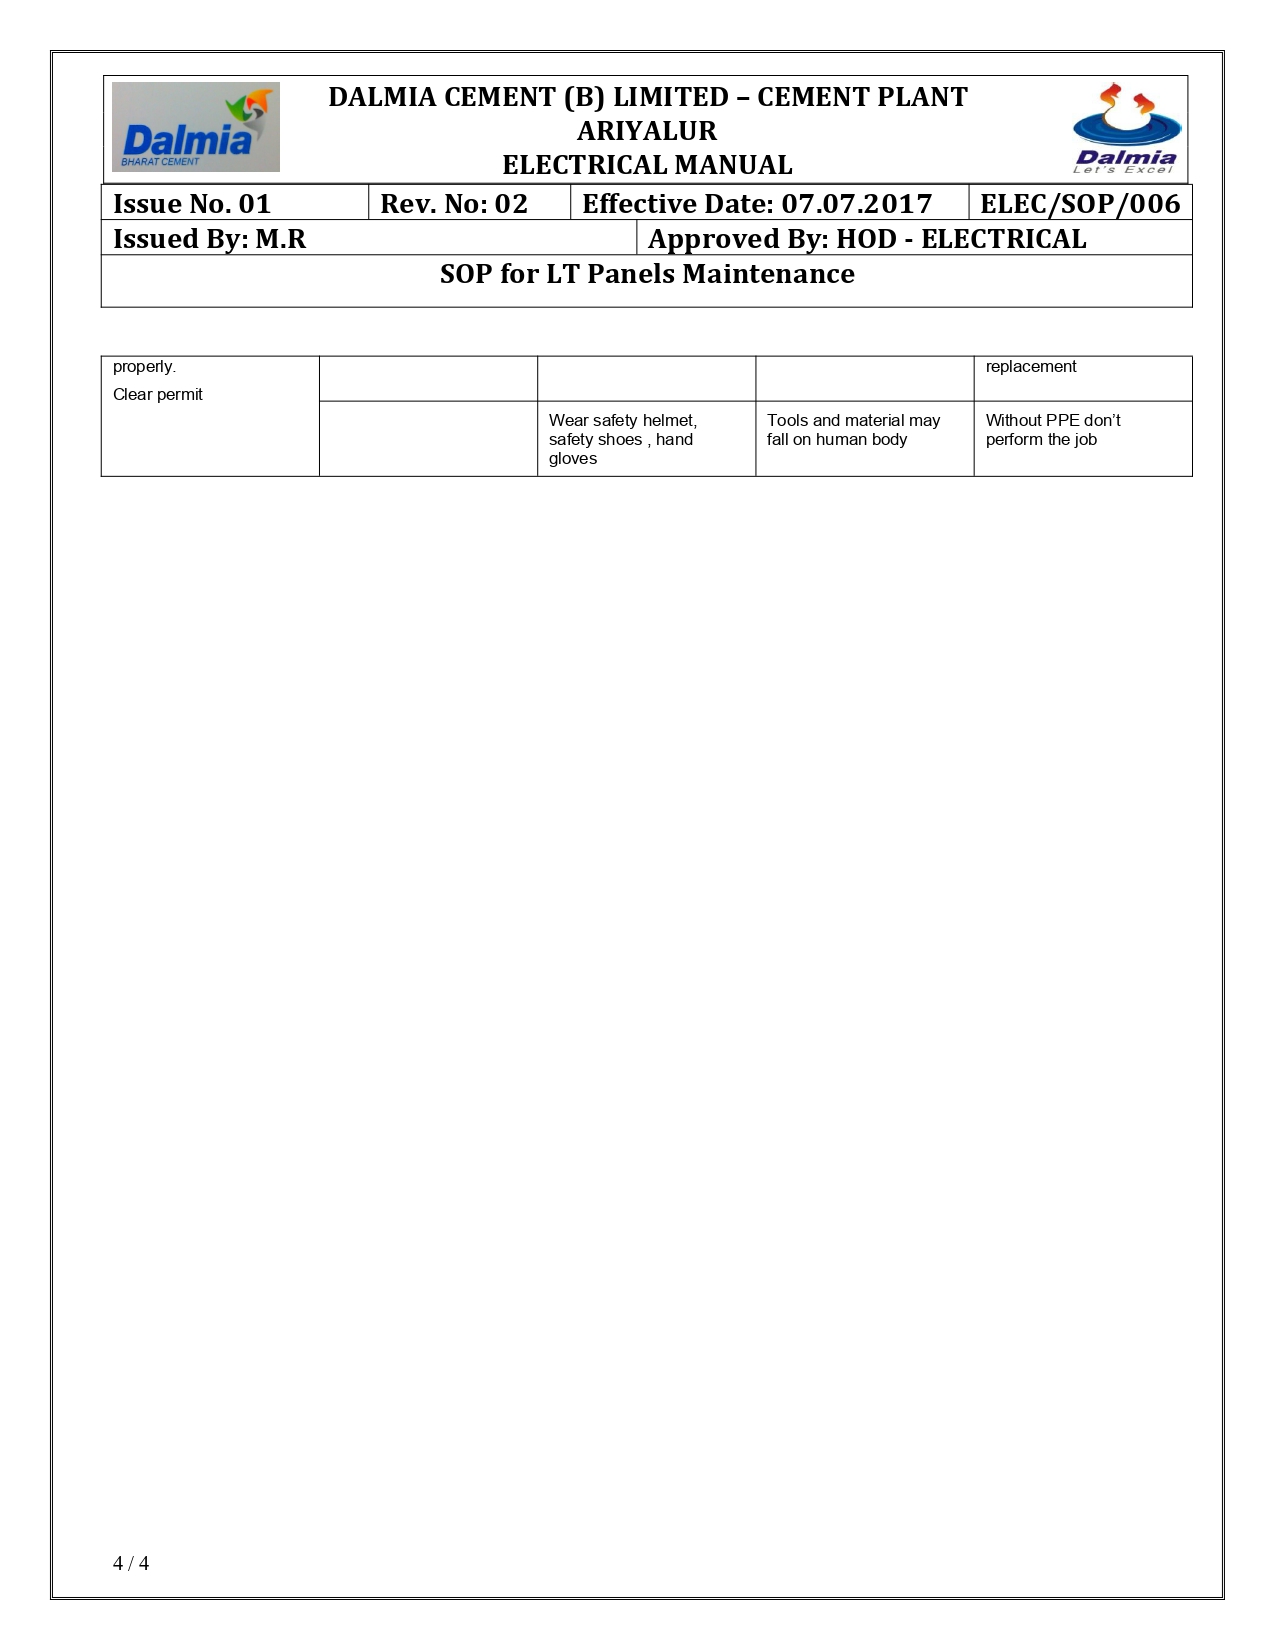 Dalmia
BHARAT CEMENT
DALMIA CEMENT (B) LIMITED – CEMENT PLANT
ARIYALUR
ELECTRICAL MANUAL
Dalmia
Let's Excel
Issue No. 01 Rev. No: 02 Effective Date: 07.07.2017 ELEC/SOP/006
Issued By: M.R Approved By: HOD - ELECTRICAL
SOP for LT Panels Maintenance
properly. replacement
Clear permit
Wear safety helmet, Tools and material may Without PPE don’t
safety shoes , hand fall on human body perform the job
gloves
4 / 4